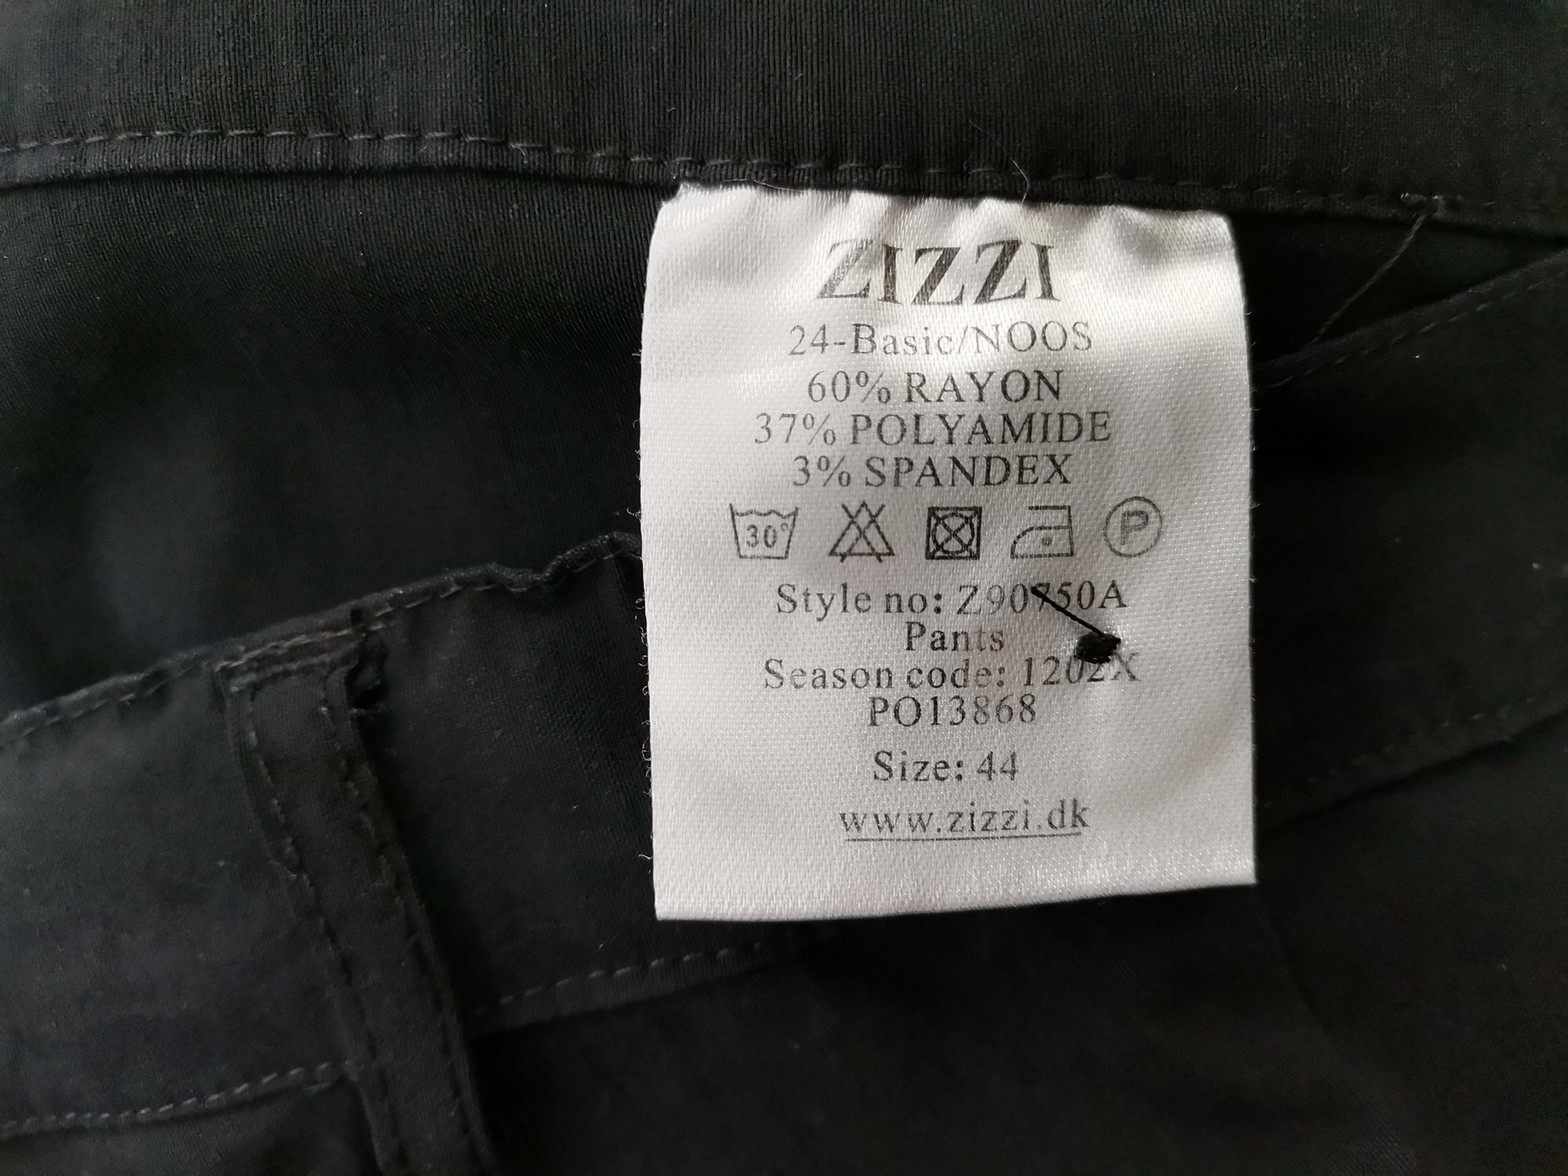 ZIZZI
24-Basic/NOOS
60% RAYON
37% POLYAMIDE
3% SPANDEX
30° P
Style no: Z90750A
Pants
Season code: 1202X
PO13868
Size: 44
www.zizzi.dk